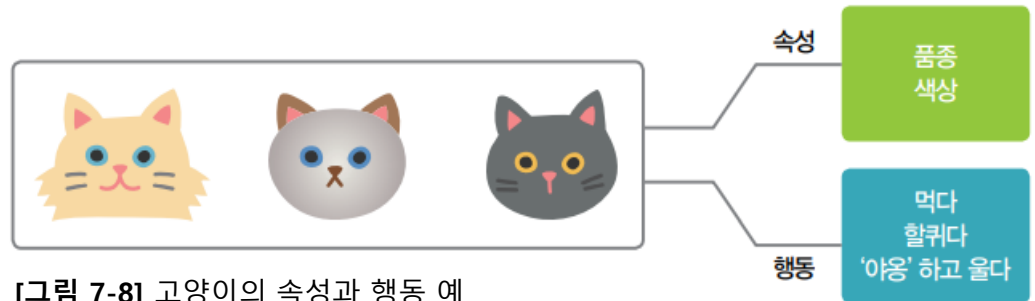 속성
품종
색상
먹다
할퀴다
‘야옹’ 하고 울다
행동
[그림 7-8] 고양이의 속성과 행동 예